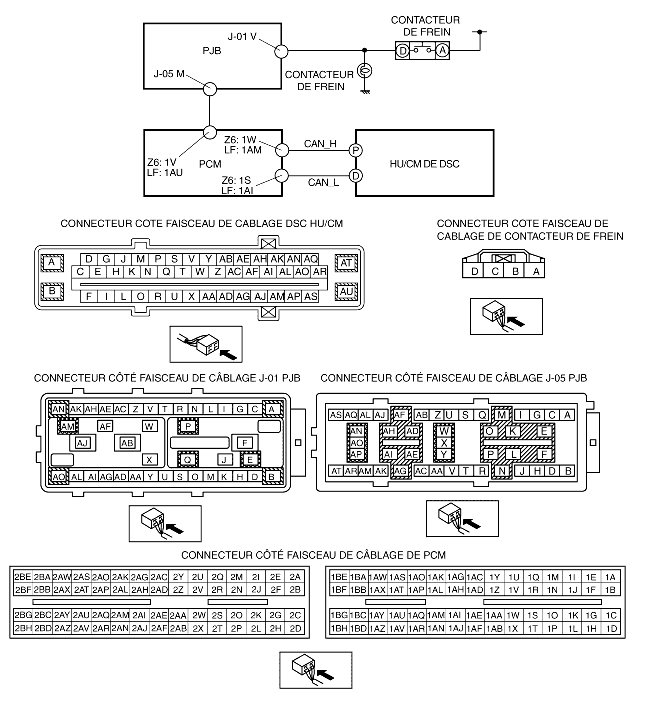 CONTACTEUR
DE FREIN
J-01 V
PJB
D A
J-05 M
CONTACTEUR
DE FREIN
Z6: 1W
LF: 1AM
CAN_H
P
Z6: 1V
LF: 1AU
PCM
HU/CM DE DSC
Z6: 1S
LF: 1AI
CAN_L
D
CONNECTEUR COTE FAISCEAU DE CABLAGE DSC HU/CM
CONNECTEUR COTE FAISCEAU DE
CABLAGE DE CONTACTEUR DE FREIN
A D G J M P S V Y AB AE AH AK AN AQ AT
C E H K N Q T W Z AC AF AI AL AO AR
B F I L O R U X AA AD AG AJ AM AP AS AU
D C B A
CONNECTEUR CÔTÉ FAISCEAU DE CÂBLAGE J-01 PJB
CONNECTEUR CÔTÉ FAISCEAU DE CÂBLAGE J-05 PJB
AN AK AH AE AC Z V T R N L I G C A
AM AF W P
AJ AB F
X Q J E
AO AL AI AG AD AA Y U S O M K H D B
AS AQ AL AJ AF AB Z U S Q M I G C A
AN AH AD W O K E
AO X
AP AI AE Y P L F
AT AR AM AK AG AC AA V T R N J H D B
CONNECTEUR CÔTÉ FAISCEAU DE CÂBLAGE DE PCM
2BE 2BA 2AW 2AS 2AO 2AK 2AG 2AC 2Y 2U 2Q 2M 2I 2E 2A
2BF 2BB 2AX 2AT 2AP 2AL 2AH 2AD 2Z 2V 2R 2N 2J 2F 2B
2BG 2BC 2AY 2AU 2AQ 2AM 2AI 2AE 2AA 2W 2S 2O 2K 2G 2C
2BH 2BD 2AZ 2AV 2AR 2AN 2AJ 2AF 2AB 2X 2T 2P 2L 2H 2D
1BE 1BA 1AW 1AS 1AO 1AK 1AG 1AC 1Y 1U 1Q 1M 1I 1E 1A
1BF 1BB 1AX 1AT 1AP 1AL 1AH 1AD 1Z 1V 1R 1N 1J 1F 1B
1BG 1BC 1AY 1AU 1AQ 1AM 1AI 1AE 1AA 1W 1S 1O 1K 1G 1C
1BH 1BD 1AZ 1AV 1AR 1AN 1AJ 1AF 1AB 1X 1T 1P 1L 1H 1D